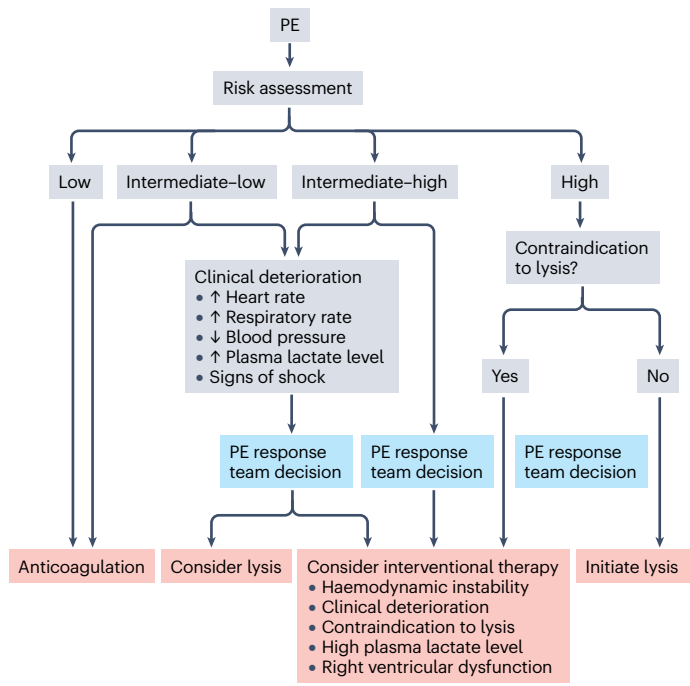 PE
Risk assessment
Low
Intermediate–low
Intermediate–high
High
Contraindication
to lysis?
Clinical deterioration
• ↑ Heart rate
• ↑ Respiratory rate
• ↓ Blood pressure
• ↑ Plasma lactate level
• Signs of shock
Yes
No
PE response
team decision
PE response
team decision
PE response
team decision
Anticoagulation
Consider lysis
Consider interventional therapy
• Haemodynamic instability
• Clinical deterioration
• Contraindication to lysis
• High plasma lactate level
• Right ventricular dysfunction
Initiate lysis